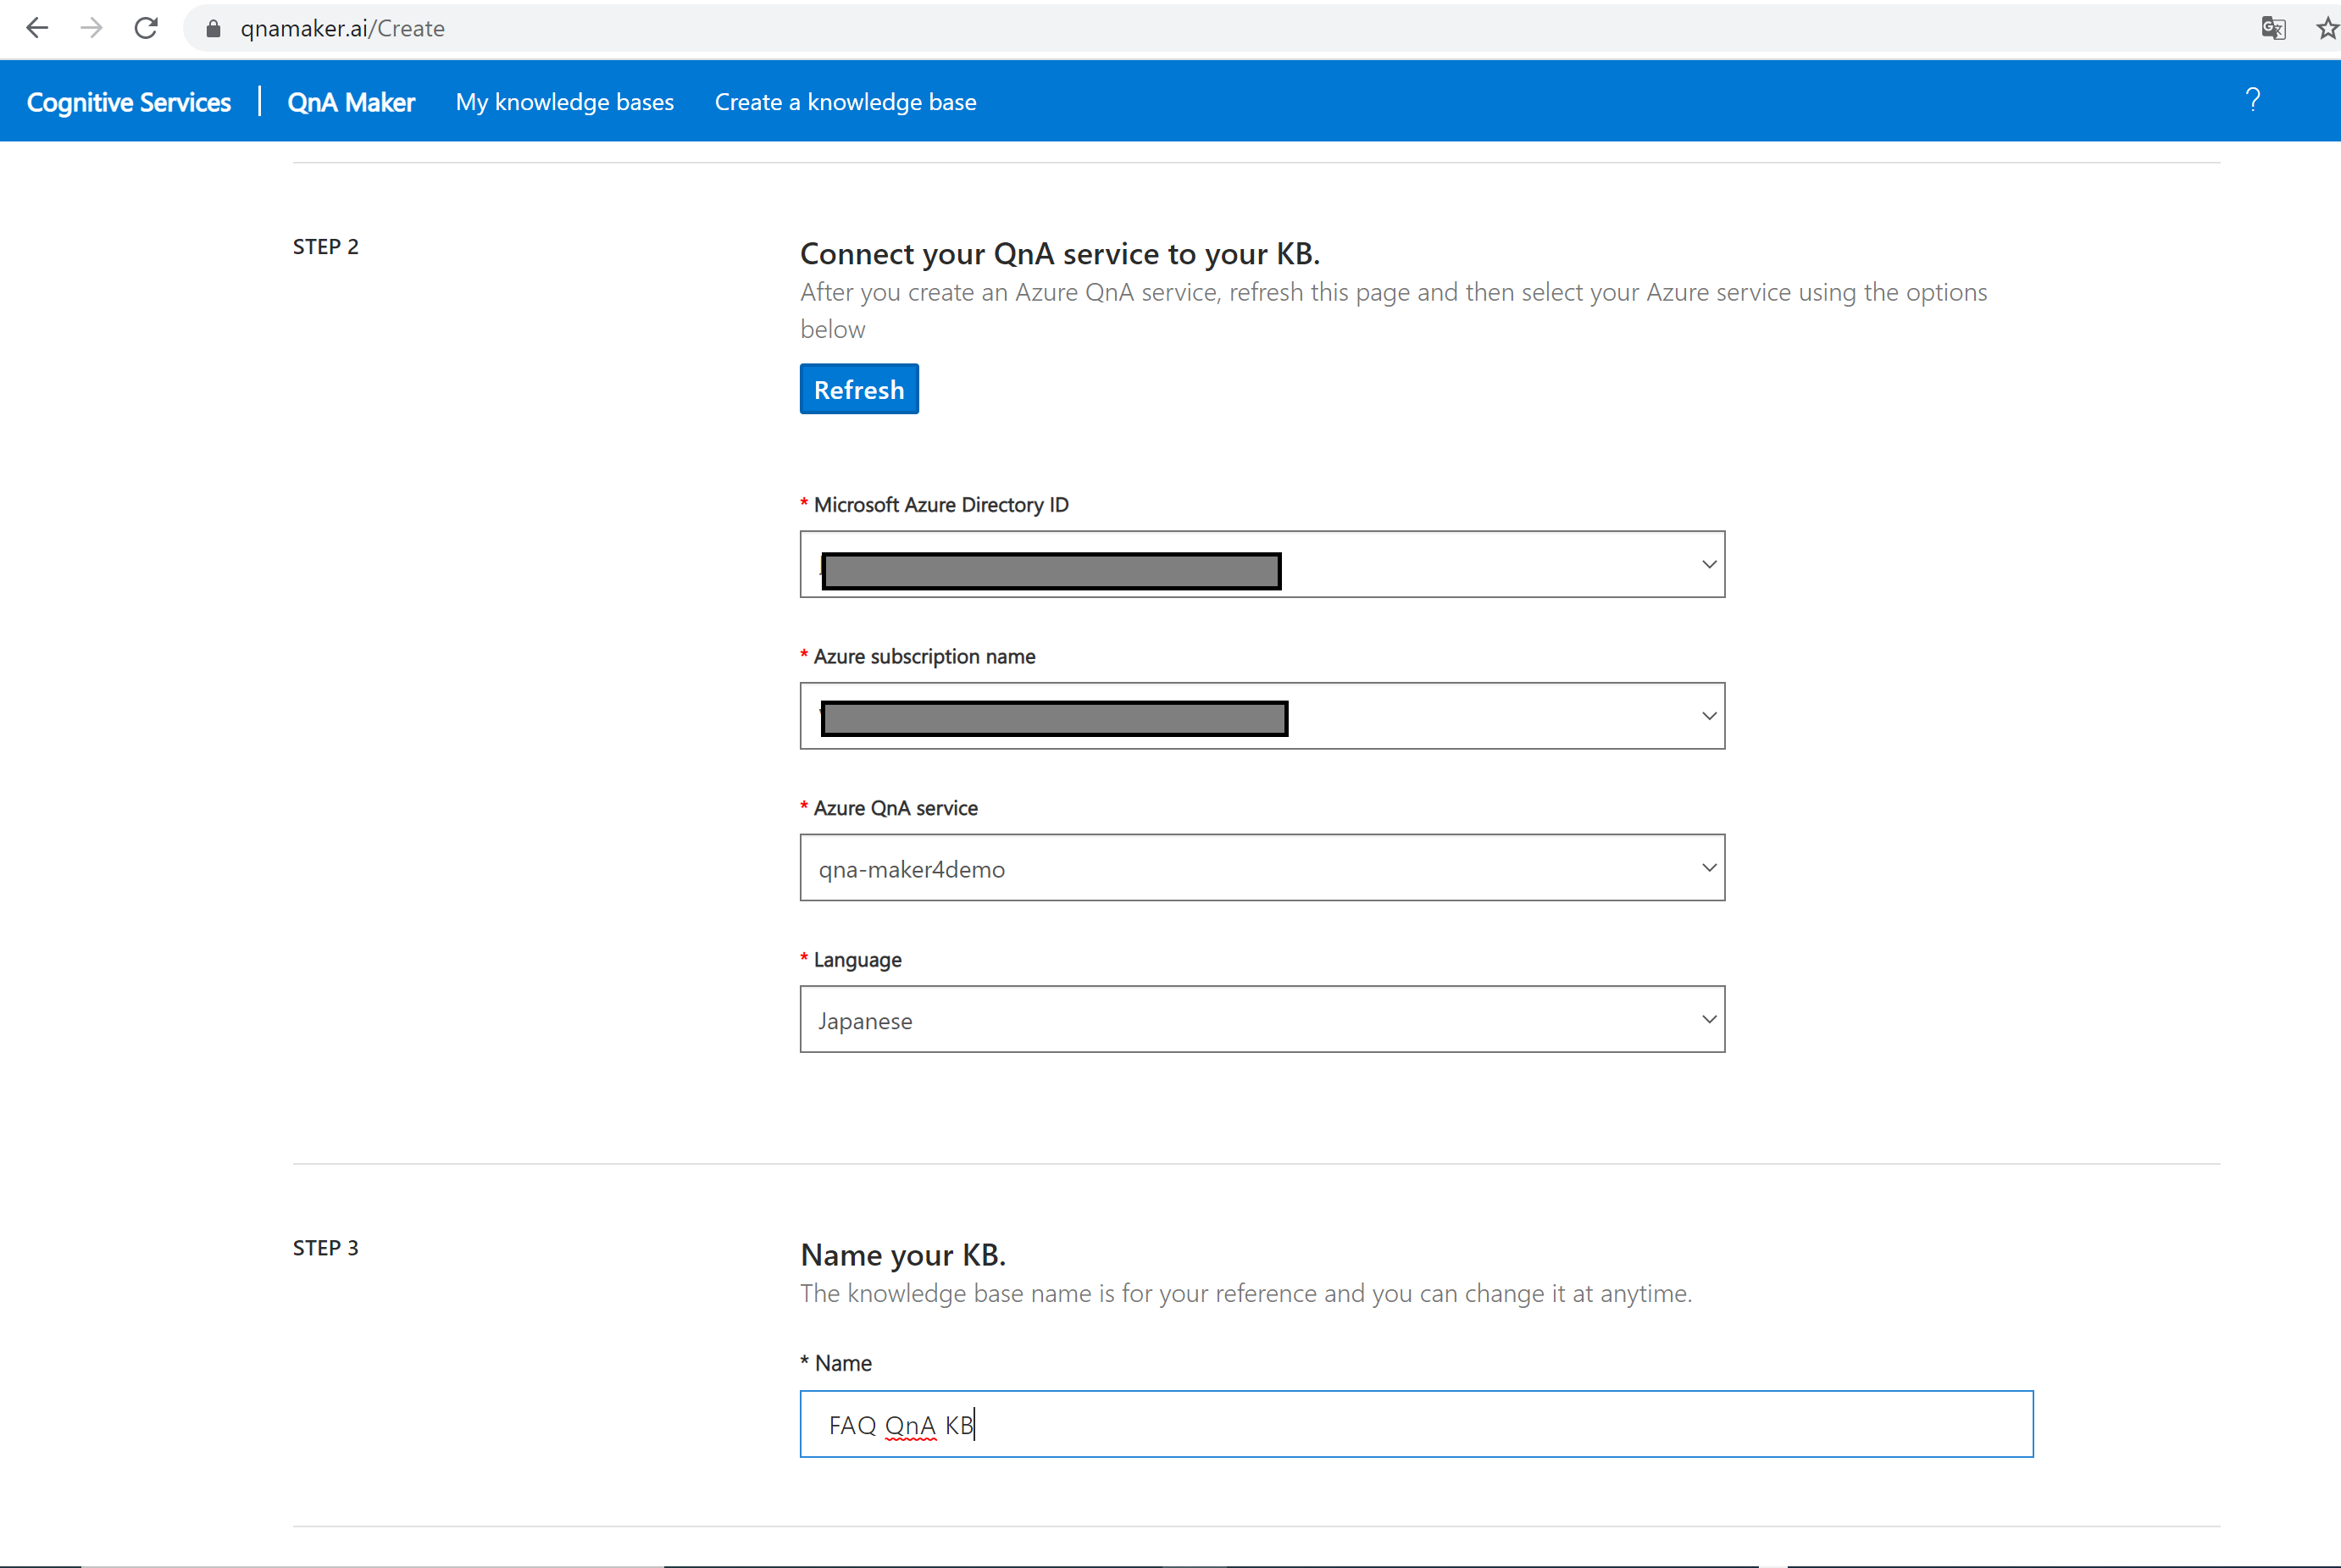 qnamaker.ai/Create
Cognitive Services | QnA Maker My knowledge bases Create a knowledge base ?
STEP 2
Connect your QnA service to your KB.
After you create an Azure QnA service, refresh this page and then select your Azure service using the options
below
Refresh
* Microsoft Azure Directory ID
* Azure subscription name
* Azure QnA service
qna-maker4demo
* Language
Japanese
STEP 3
Name your KB.
The knowledge base name is for your reference and you can change it at anytime.
* Name
FAQ QnA KB